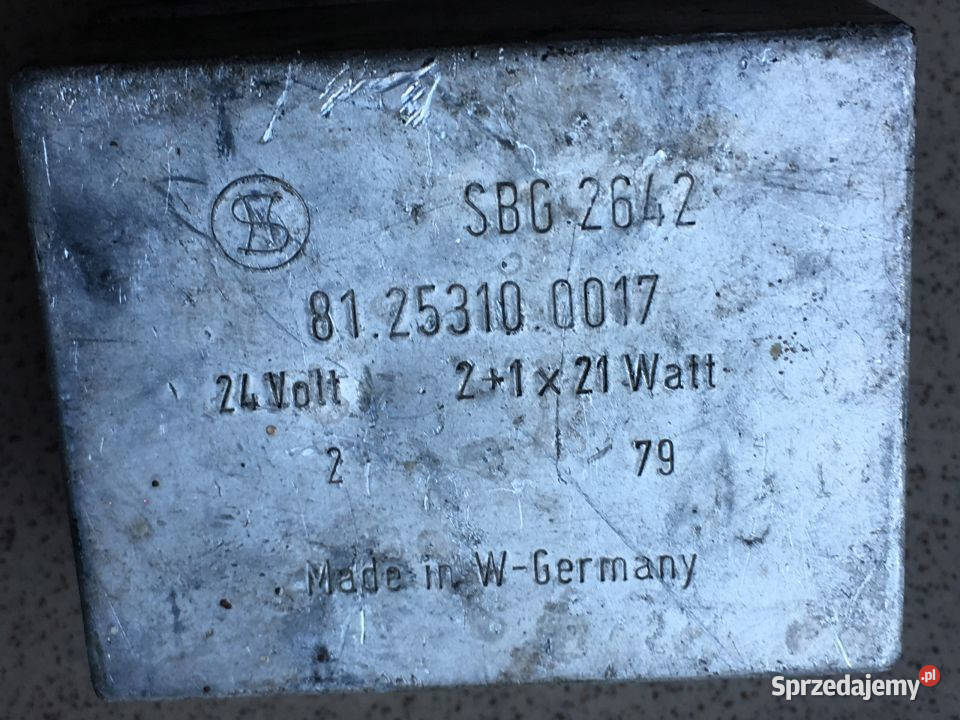 SBG 2642
81.25310.0017
24 Volt 2+1 x 21 Watt
2 79
Made in W-Germany
Sprzedajemy.pl